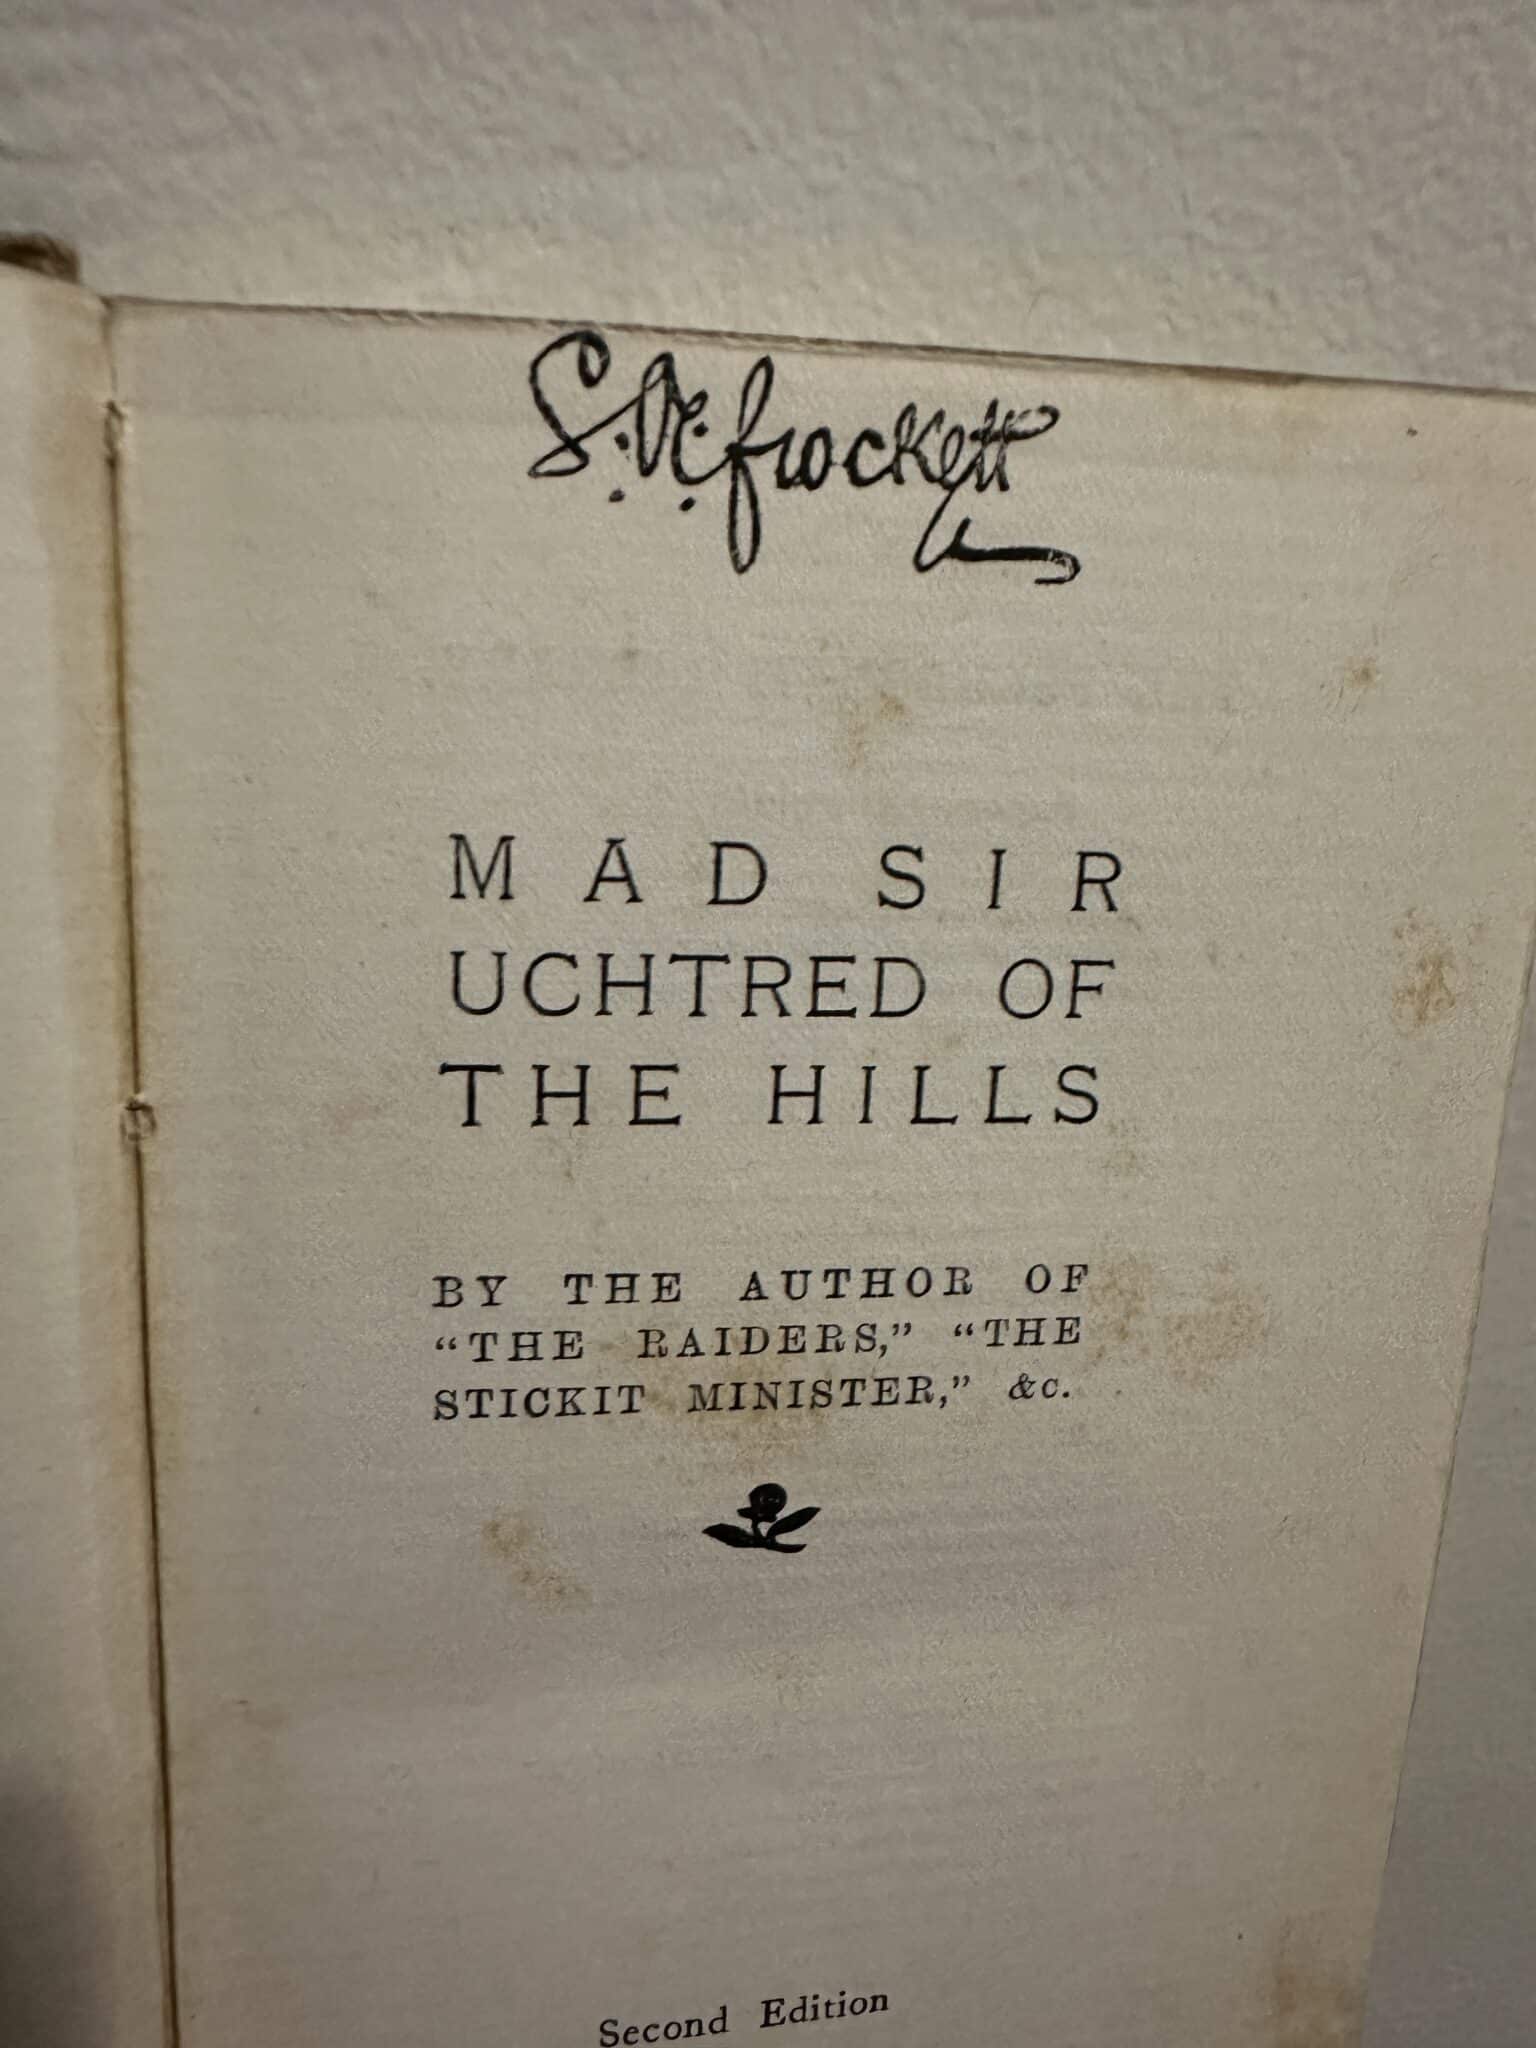 S. R. Crockett
MAD SIR
UCHTRED OF
THE HILLS
BY THE AUTHOR OF
“THE RAIDERS,” “THE
STICKIT MINISTER,” &c.
Second Edition